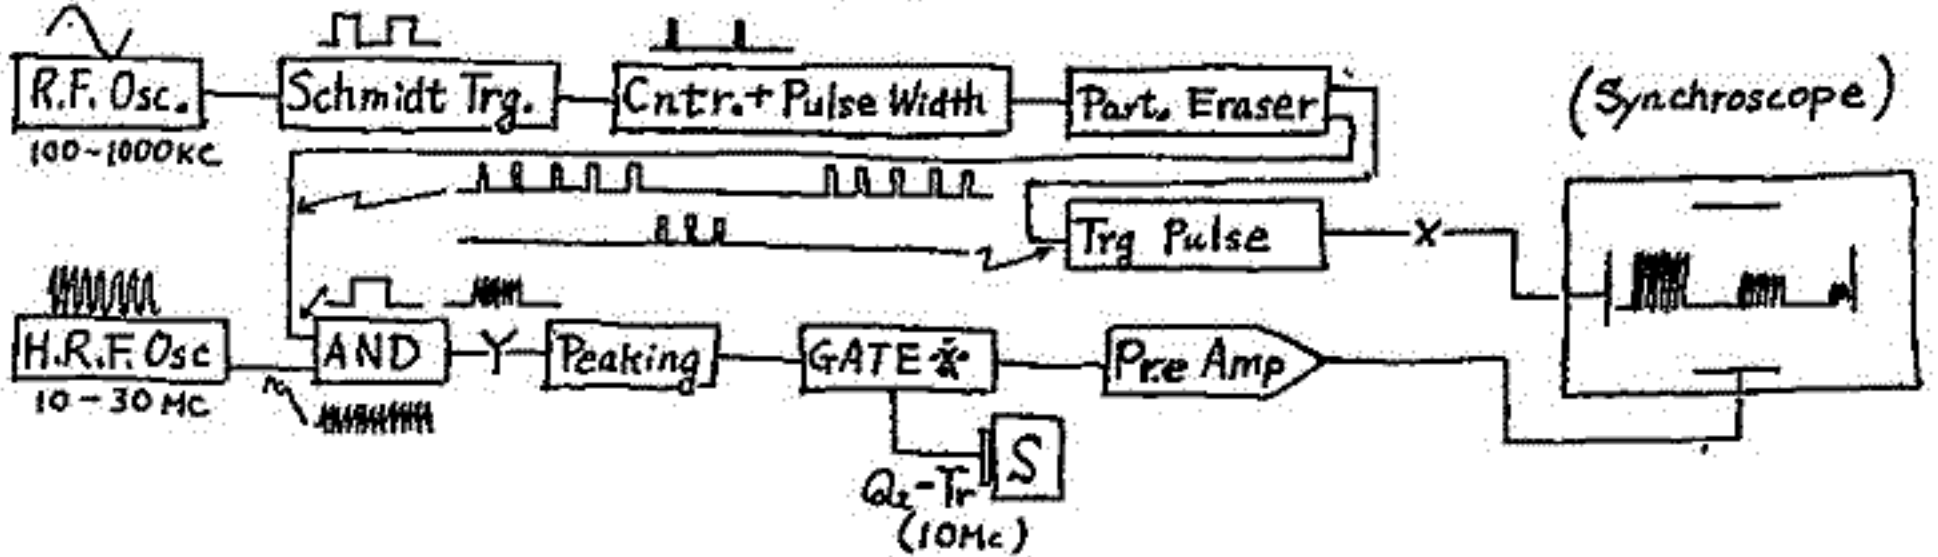 R.F. Osc.
100~1000KC
Schmidt Trg.
Cntr.+ Pulse Width
Part. Eraser
(Synchroscope)
Trg Pulse
X
H.R.F. Osc
10-30 MC
AND
Y
Peaking
GATE ※
Pre Amp
S
Qz-Tr
(10Mc)